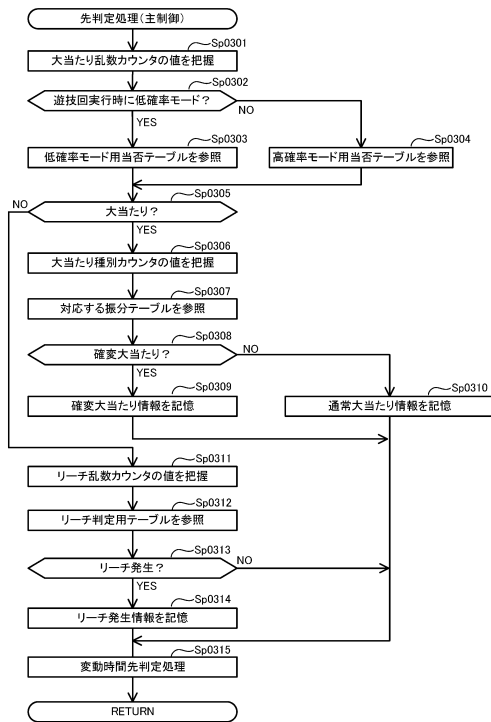 先判定処理(主制御)
Sp0301
大当たり乱数カウンタの値を把握
Sp0302
遊技回実行時に低確率モード?
NO
YES
Sp0303
低確率モード用当否テーブルを参照
Sp0304
高確率モード用当否テーブルを参照
Sp0305
NO
大当たり?
YES
Sp0306
大当たり種別カウンタの値を把握
Sp0307
対応する振分テーブルを参照
Sp0308
確変大当たり?
NO
YES
Sp0309
確変大当たり情報を記憶
Sp0310
通常大当たり情報を記憶
Sp0311
リーチ乱数カウンタの値を把握
Sp0312
リーチ判定用テーブルを参照
Sp0313
リーチ発生?
NO
YES
Sp0314
リーチ発生情報を記憶
Sp0315
変動時間先判定処理
RETURN